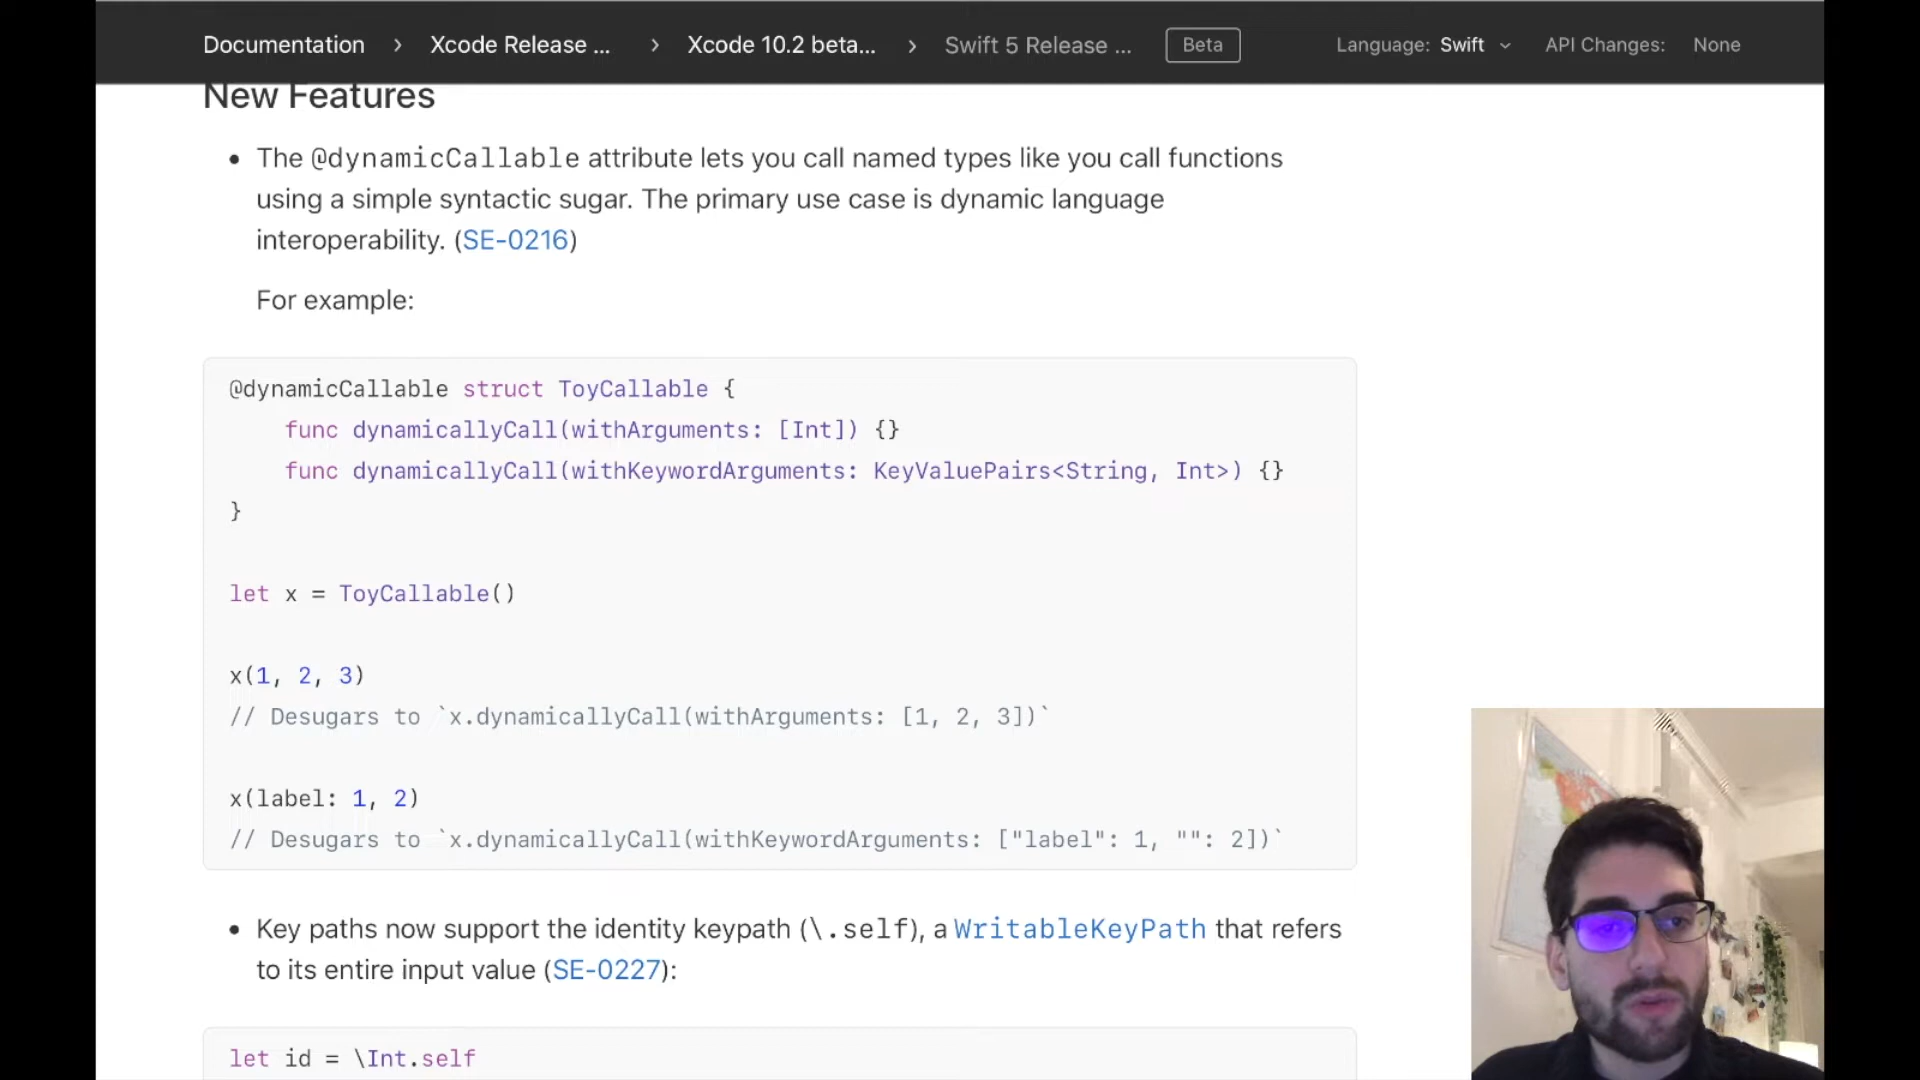 Documentation > Xcode Release ... > Xcode 10.2 beta... > Swift 5 Release ... Beta Language: Swift API Changes: None
New Features
• The @dynamicCallable attribute lets you call named types like you call functions
using a simple syntactic sugar. The primary use case is dynamic language
interoperability. (SE-0216)
For example:
@dynamicCallable struct ToyCallable {
    func dynamicallyCall(withArguments: [Int]) {}
    func dynamicallyCall(withKeywordArguments: KeyValuePairs<String, Int>) {}
}
let x = ToyCallable()
x(1, 2, 3)
// Desugars to `x.dynamicallyCall(withArguments: [1, 2, 3])`
x(label: 1, 2)
// Desugars to `x.dynamicallyCall(withKeywordArguments: ["label": 1, "": 2])`
• Key paths now support the identity keypath (\.self), a WritableKeyPath that refers
to its entire input value (SE-0227):
let id = \Int.self